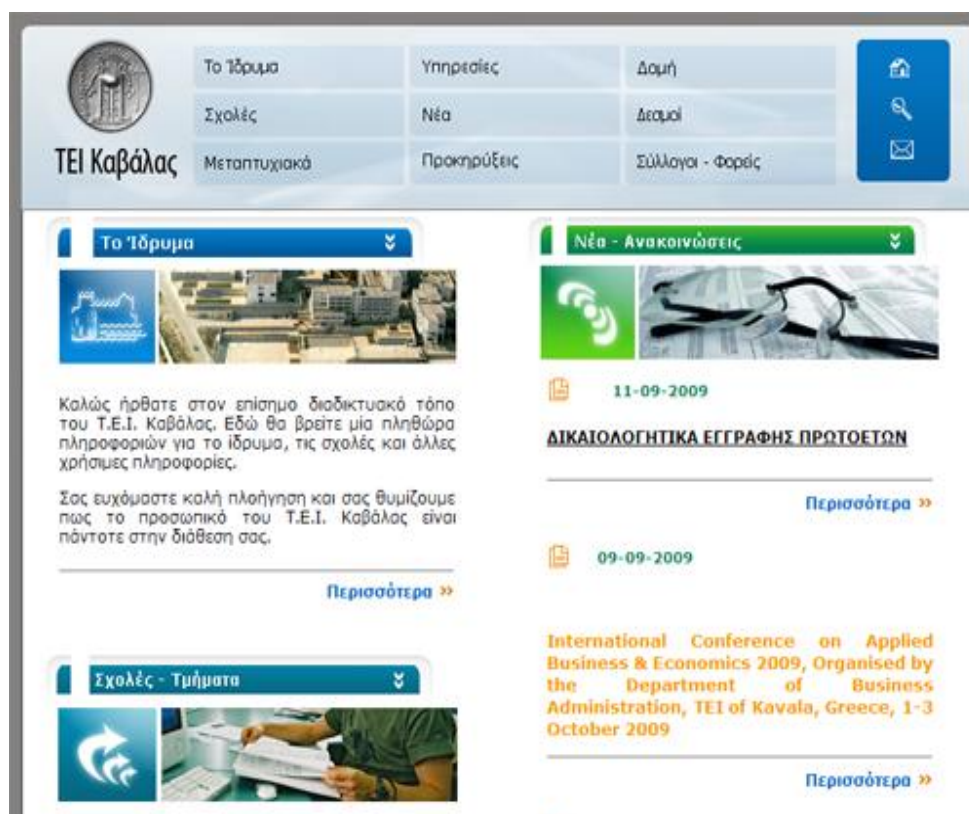 Το Ίδρυμα
Υπηρεσίες
Δομή
Σχολές
Νέα
Δεσμοί
ΤΕΙ Καβάλας
Μεταπτυχιακά
Προκηρύξεις
Σύλλογοι - Φορείς
Το Ίδρυμα
Καλώς ήρθατε στον επίσημο διαδικτυακό τόπο
του Τ.Ε.Ι. Καβάλας. Εδώ θα βρείτε μία πληθώρα
πληροφοριών για το ίδρυμα, τις σχολές και άλλες
χρήσιμες πληροφορίες.
Σας ευχόμαστε καλή πλοήγηση και σας θυμίζουμε
πως το προσωπικό του Τ.Ε.Ι. Καβάλας είναι
πάντοτε στην διάθεση σας.
Περισσότερα »
Σχολές - Τμήματα
Νέα - Ανακοινώσεις
11-09-2009
ΔΙΚΑΙΟΛΟΓΗΤΙΚΑ ΕΓΓΡΑΦΗΣ ΠΡΩΤΟΕΤΩΝ
Περισσότερα »
09-09-2009
International Conference on Applied
Business & Economics 2009, Organised by
the Department of Business
Administration, TEI of Kavala, Greece, 1-3
October 2009
Περισσότερα »